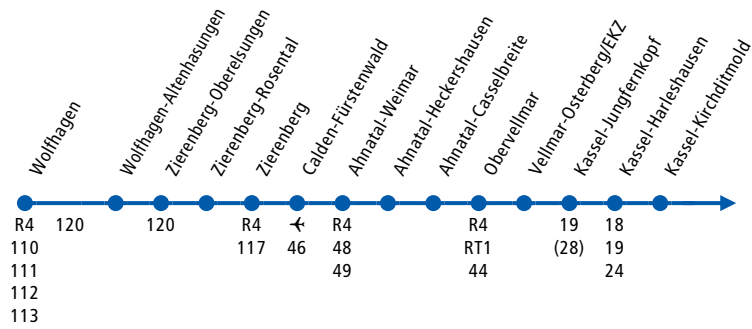 Wolfhagen
Wolfhagen-Altenhasungen
Zierenberg-Oberelsungen
Zierenberg-Rosental
Zierenberg
Calden-Fürstenwald
Ahnatal-Weimar
Ahnatal-Heckershausen
Ahnatal-Casselbreite
Obervellmar
Vellmar-Osterberg/EKZ
Kassel-Jungfernkopf
Kassel-Harleshausen
Kassel-Kirchditmold
R4 120 120 R4 R4 R4 19 18
110 117 46 48 RT1 (28) 19
111 49 44 24
112
113